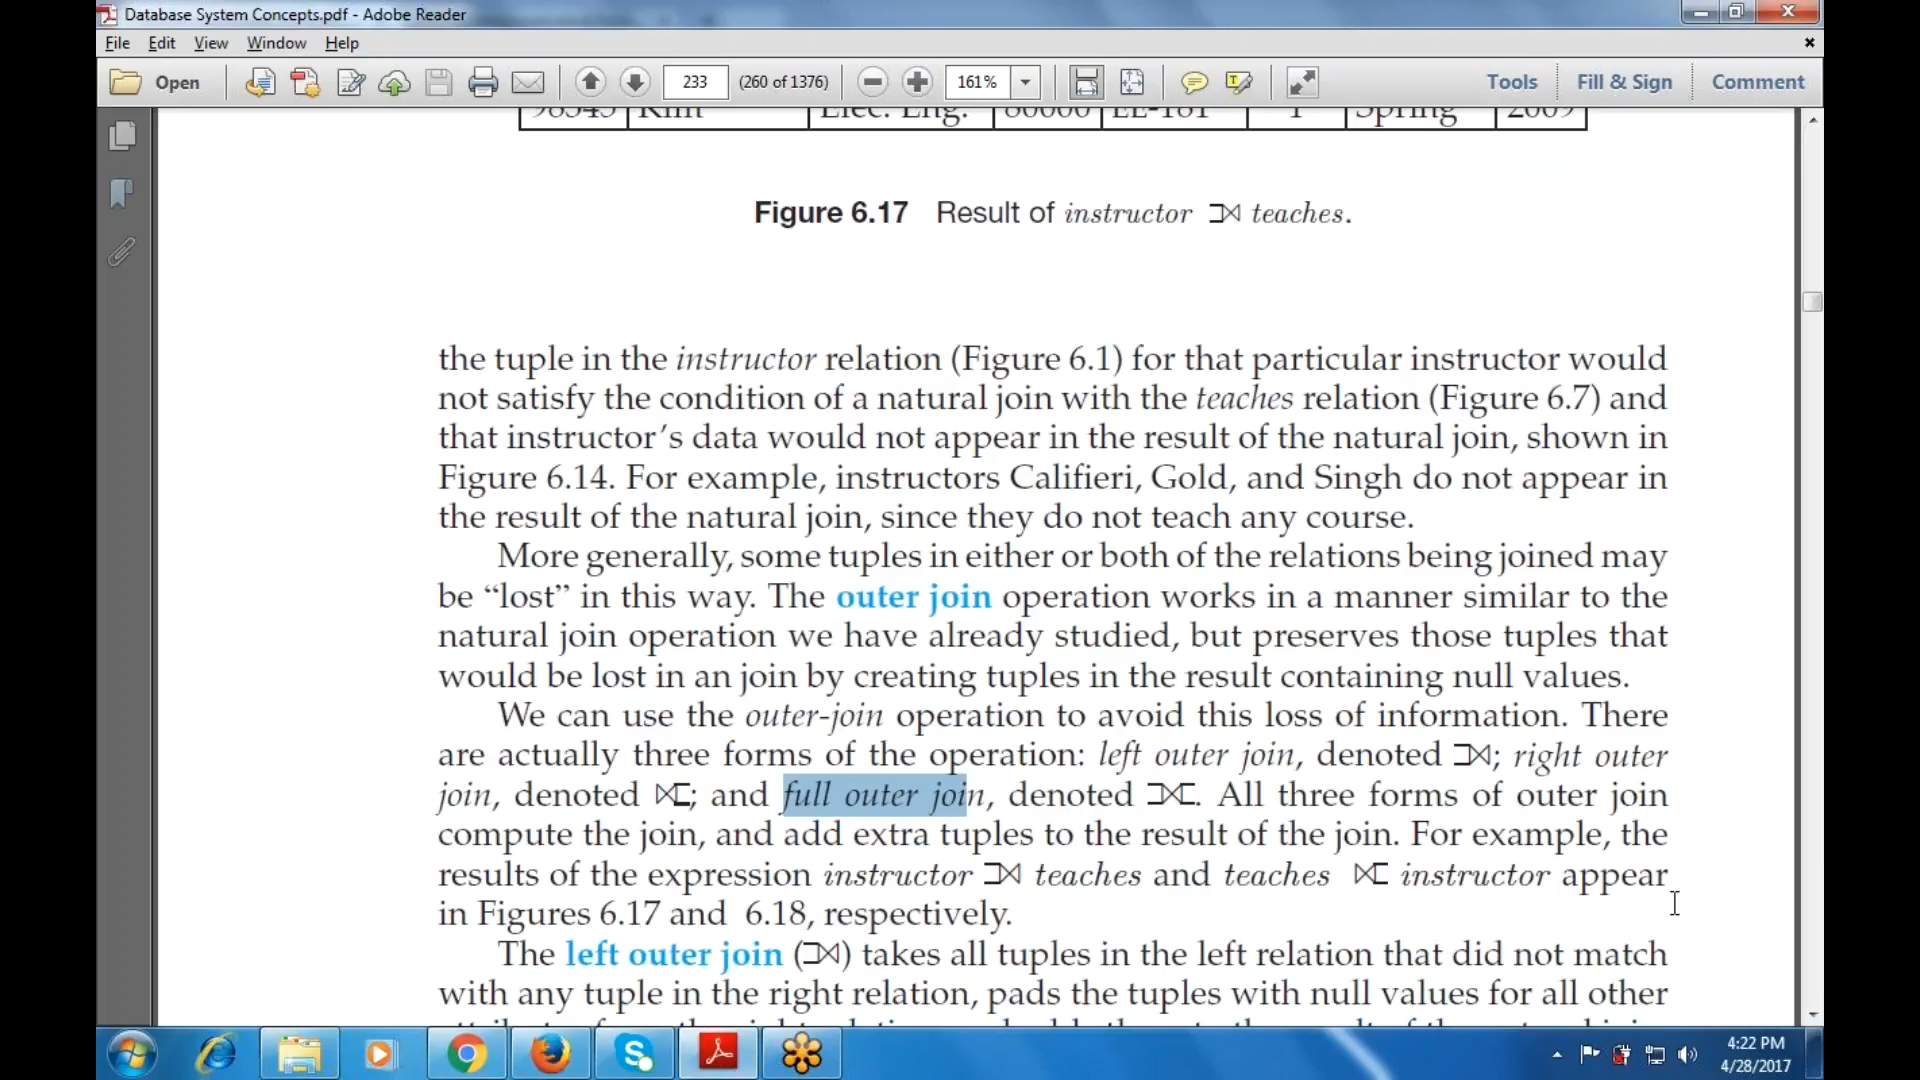 Database System Concepts.pdf - Adobe Reader
File Edit View Window Help
Open 233 (260 of 1376) 161% Tools Fill & Sign Comment
98345 Kim Elec. Eng. 80000 EE-181 1 Spring 2009
Figure 6.17 Result of instructor ⟕ teaches.
the tuple in the instructor relation (Figure 6.1) for that particular instructor would
not satisfy the condition of a natural join with the teaches relation (Figure 6.7) and
that instructor’s data would not appear in the result of the natural join, shown in
Figure 6.14. For example, instructors Califieri, Gold, and Singh do not appear in
the result of the natural join, since they do not teach any course.
More generally, some tuples in either or both of the relations being joined may
be “lost” in this way. The outer join operation works in a manner similar to the
natural join operation we have already studied, but preserves those tuples that
would be lost in an join by creating tuples in the result containing null values.
We can use the outer-join operation to avoid this loss of information. There
are actually three forms of the operation: left outer join, denoted ⟕; right outer
join, denoted ⟖; and full outer join, denoted ⟗. All three forms of outer join
compute the join, and add extra tuples to the result of the join. For example, the
results of the expression instructor ⟕ teaches and teaches ⟖ instructor appear
in Figures 6.17 and 6.18, respectively.
The left outer join (⟕) takes all tuples in the left relation that did not match
with any tuple in the right relation, pads the tuples with null values for all other
4:22 PM
4/28/2017